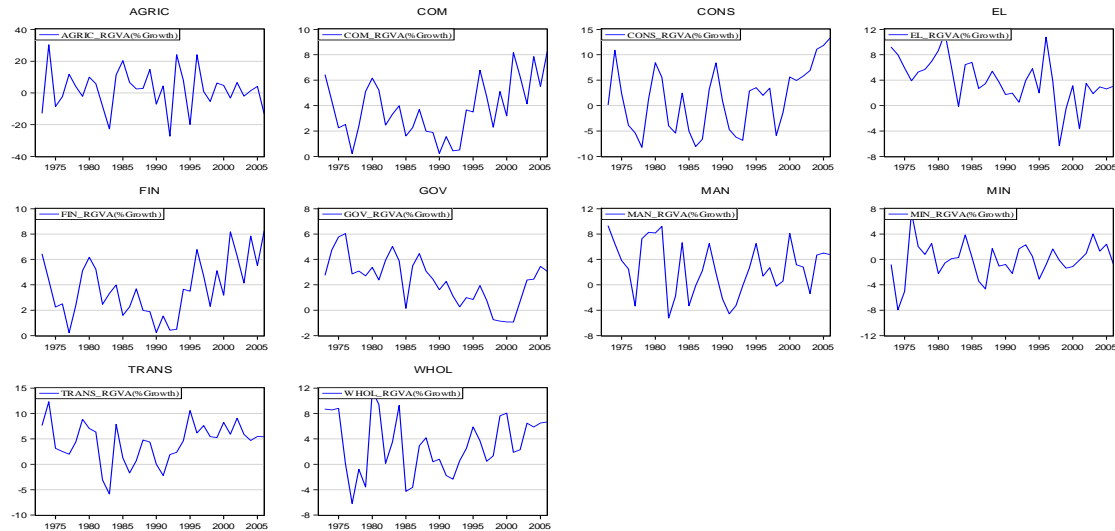 AGRIC
AGRIC_RGVA(%Growth)
40
20
0
-20
-40
1975 1980 1985 1990 1995 2000 2005
COM
COM_RGVA(%Growth)
10
8
6
4
2
0
1975 1980 1985 1990 1995 2000 2005
CONS
CONS_RGVA(%Growth)
15
10
5
0
-5
-10
1975 1980 1985 1990 1995 2000 2005
EL
EL_RGVA(%Growth)
12
8
4
0
-4
-8
1975 1980 1985 1990 1995 2000 2005
FIN
FIN_RGVA(%Growth)
10
8
6
4
2
0
1975 1980 1985 1990 1995 2000 2005
GOV
GOV_RGVA(%Growth)
8
6
4
2
0
-2
1975 1980 1985 1990 1995 2000 2005
MAN
MAN_RGVA(%Growth)
12
8
4
0
-4
-8
1975 1980 1985 1990 1995 2000 2005
MIN
MIN_RGVA(%Growth)
8
4
0
-4
-8
-12
1975 1980 1985 1990 1995 2000 2005
TRANS
TRANS_RGVA(%Growth)
15
10
5
0
-5
-10
1975 1980 1985 1990 1995 2000 2005
WHOL
WHOL_RGVA(%Growth)
12
8
4
0
-4
-8
1975 1980 1985 1990 1995 2000 2005